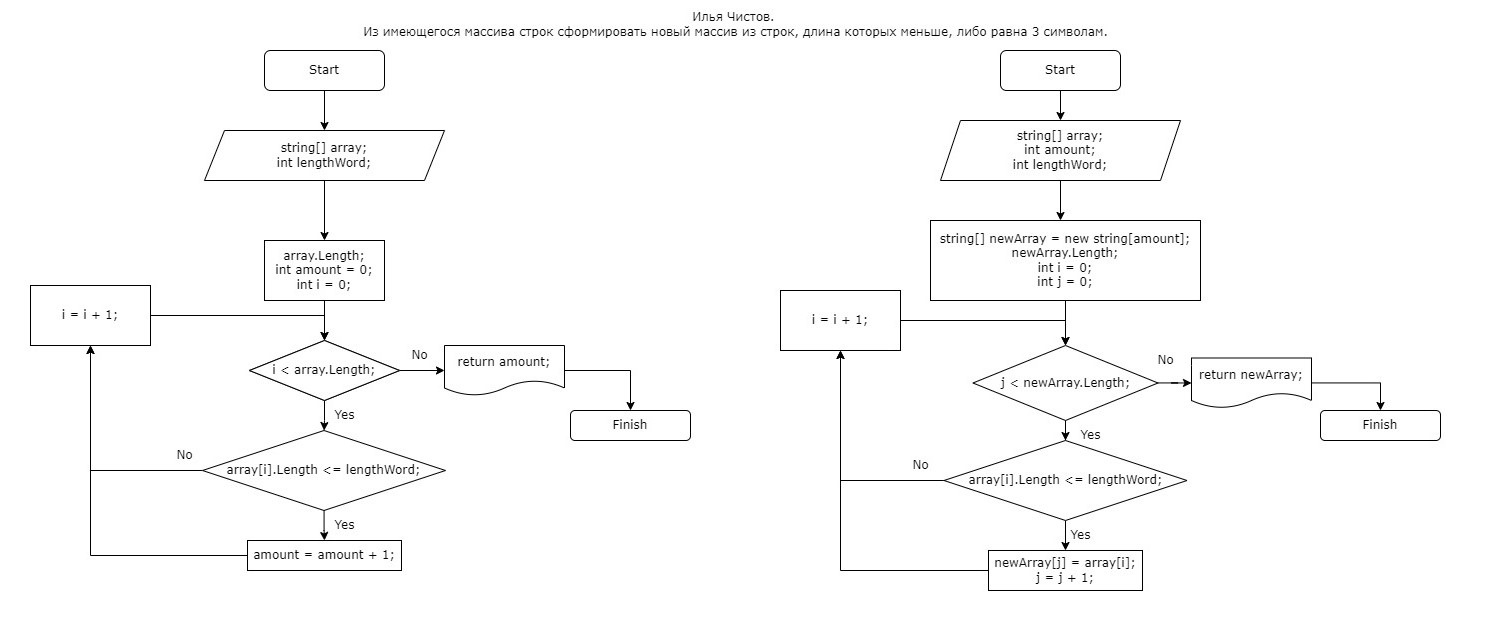 Илья Чистов.
Из имеющегося массива строк сформировать новый массив из строк, длина которых меньше, либо равна 3 символам.
Start
string[] array;
int lengthWord;
array.Length;
int amount = 0;
int i = 0;
i = i + 1;
i < array.Length;
No
return amount;
Finish
Yes
array[i].Length <= lengthWord;
No
Yes
amount = amount + 1;
Start
string[] array;
int amount;
int lengthWord;
string[] newArray = new string[amount];
newArray.Length;
int i = 0;
int j = 0;
i = i + 1;
j < newArray.Length;
No
return newArray;
Finish
Yes
array[i].Length <= lengthWord;
No
Yes
newArray[j] = array[i];
j = j + 1;